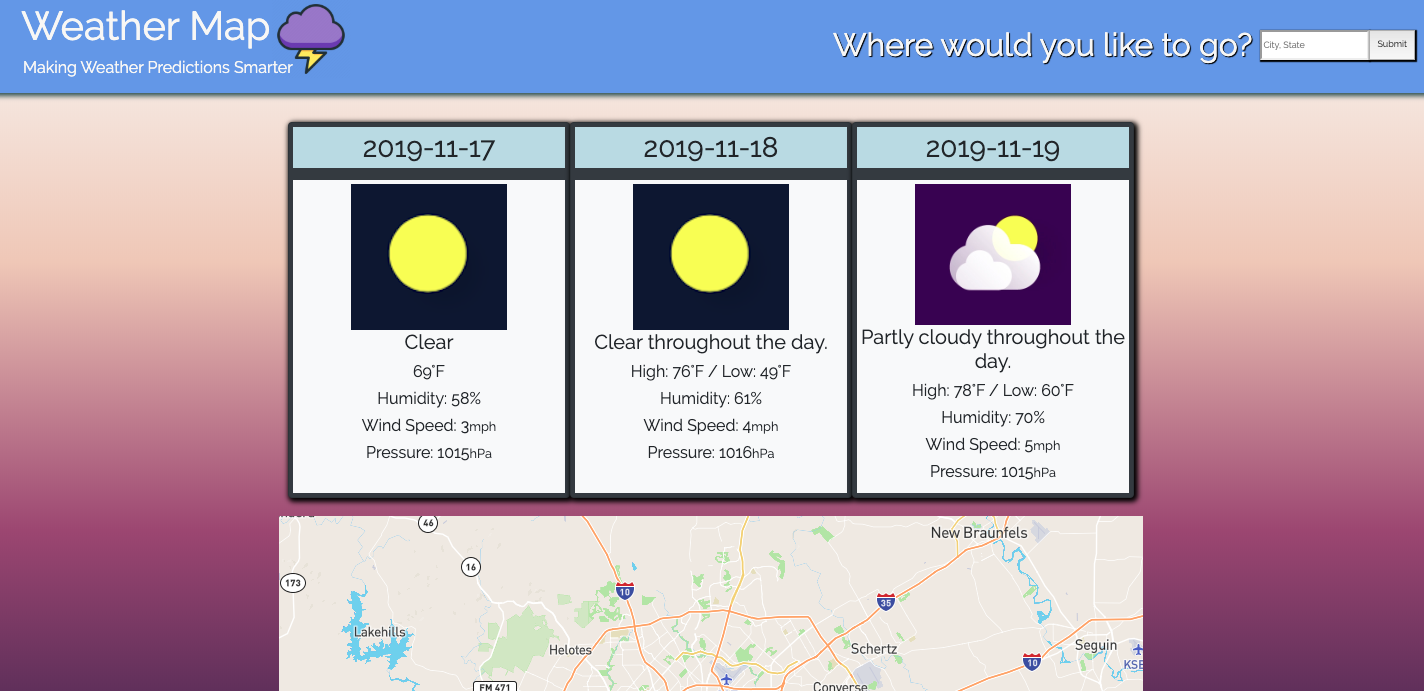 Weather Map
Making Weather Predictions Smarter
Where would you like to go?
City, State
Submit
2019-11-17
Clear
69°F
Humidity: 58%
Wind Speed: 3mph
Pressure: 1015hPa
2019-11-18
Clear throughout the day.
High: 76°F / Low: 49°F
Humidity: 61%
Wind Speed: 4mph
Pressure: 1016hPa
2019-11-19
Partly cloudy throughout the
day.
High: 78°F / Low: 60°F
Humidity: 70%
Wind Speed: 5mph
Pressure: 1015hPa
46
New Braunfels
16
173
10
35
Lakehills
Helotes
Schertz
Seguin
10
FM 471
Converse